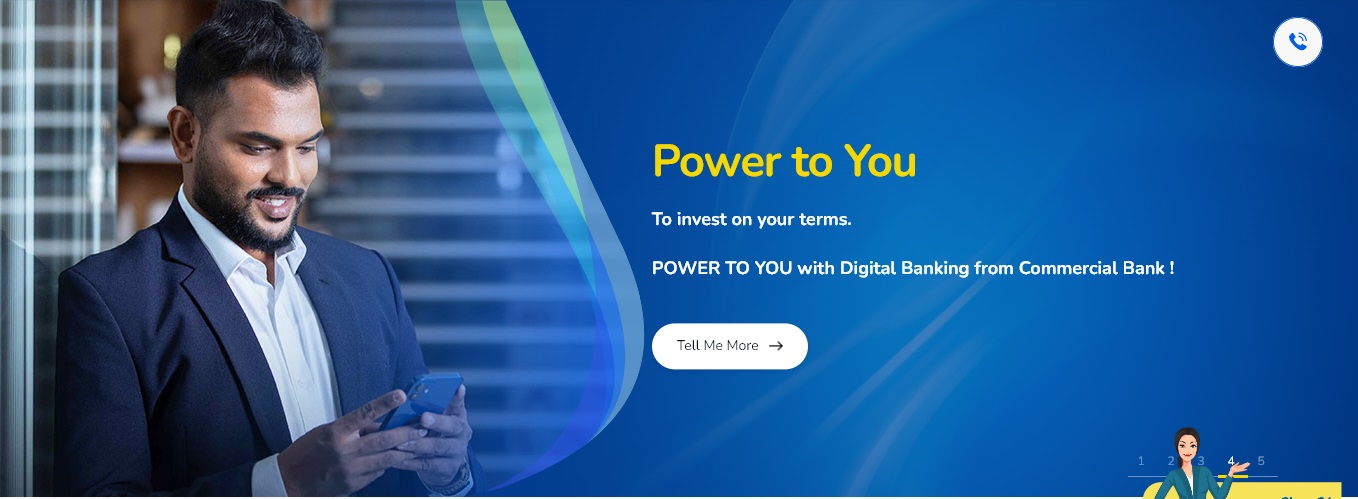 Power to You
To invest on your terms.
POWER TO YOU with Digital Banking from Commercial Bank !
Tell Me More
1 2 3 4 5